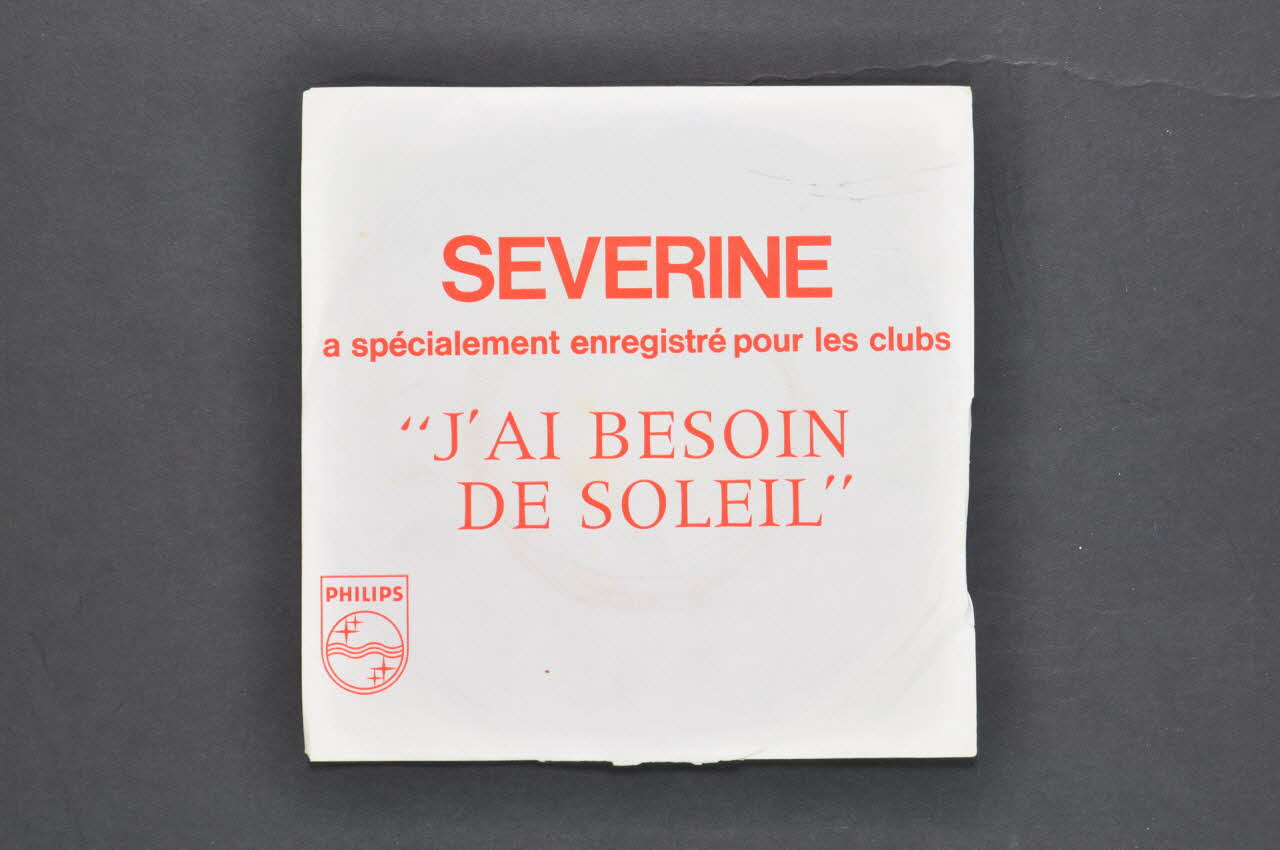 SEVERINE
a spécialement enregistré pour les clubs
"J'AI BESOIN
DE SOLEIL"
PHILIPS